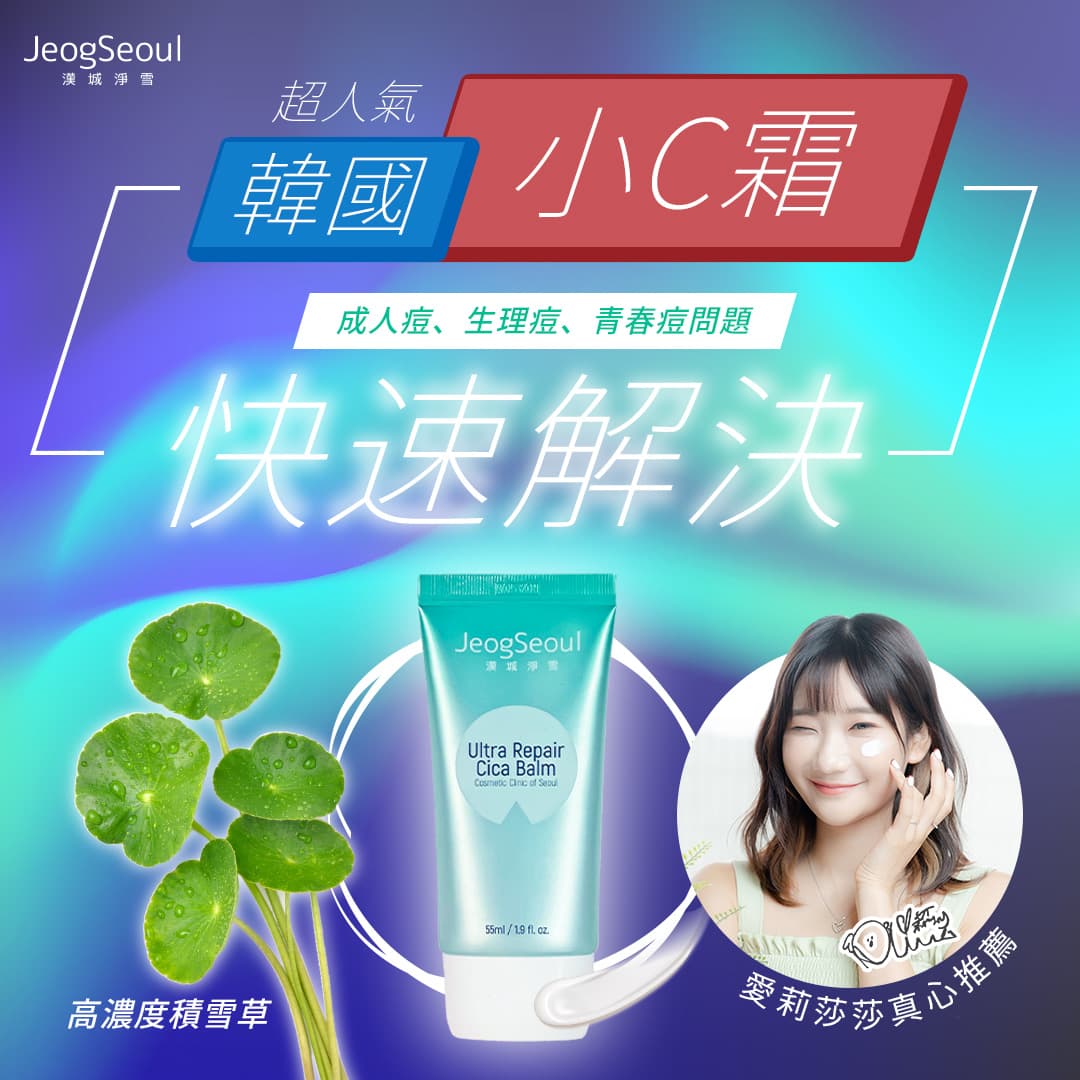 JeogSeoul
漢城淨雪
超人氣
韓國
小C霜
成人痘、生理痘、青春痘問題
快速解決
JeogSeoul
漢城淨雪
Ultra Repair
Cica Balm
Cosmetic Clinic of Seoul
55ml / 1.9 fl. oz.
高濃度積雪草
愛莉莎莎真心推薦